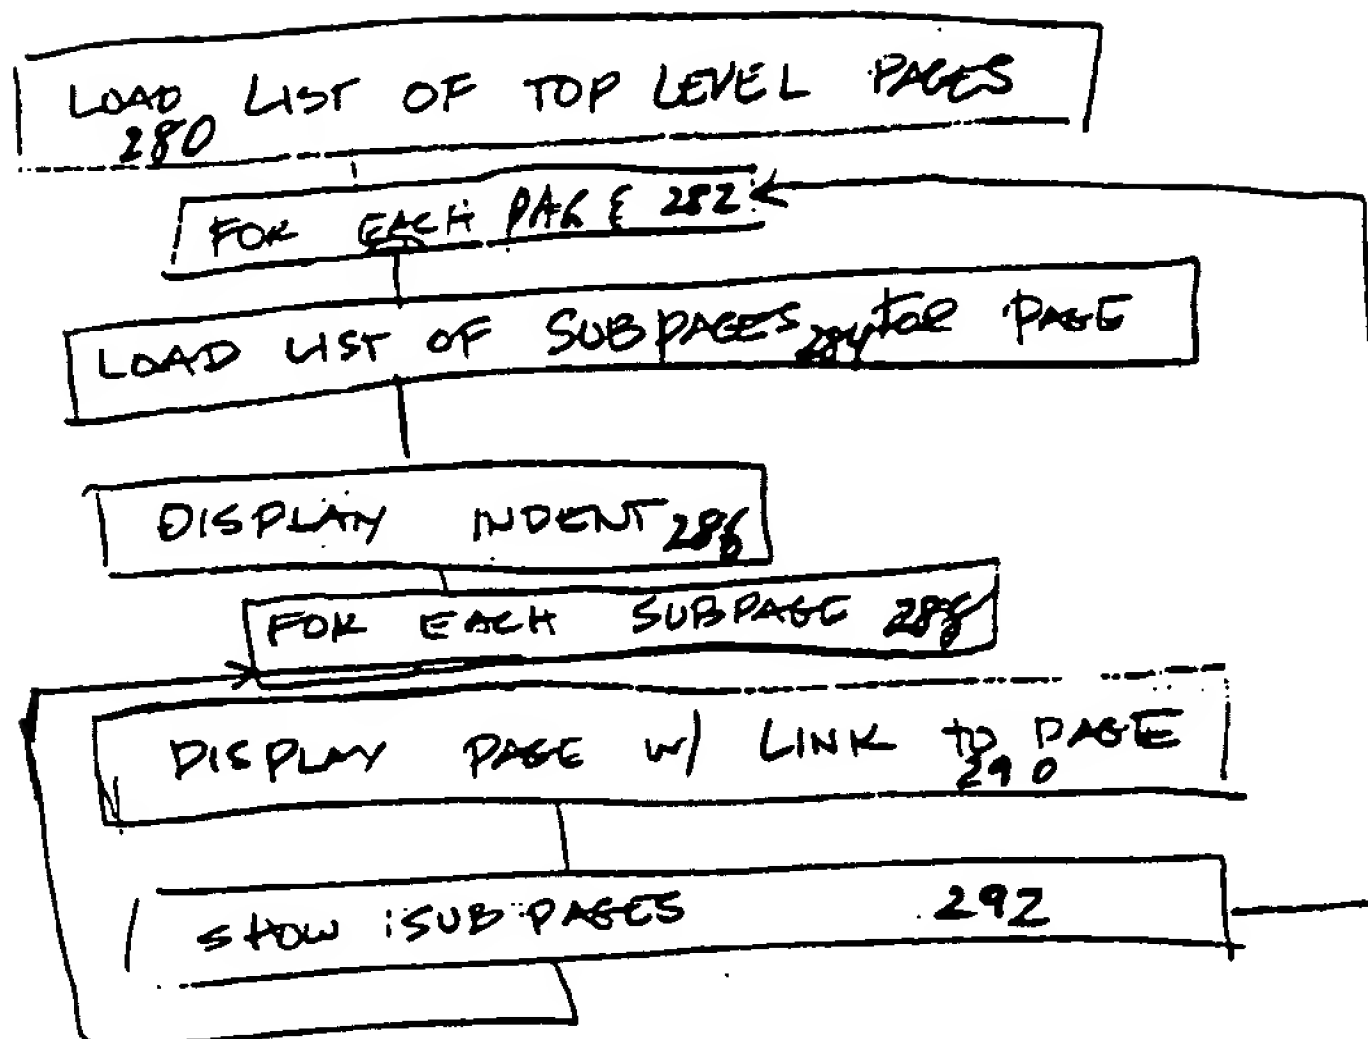 LOAD LIST OF TOP LEVEL PAGES
280
FOR EACH PAGE 282
LOAD LIST OF SUBPAGES 284 FOR PAGE
DISPLAY INDENT 286
FOR EACH SUBPAGE 288
DISPLAY PAGE W/ LINK TO PAGE
290
SHOW SUBPAGES 292